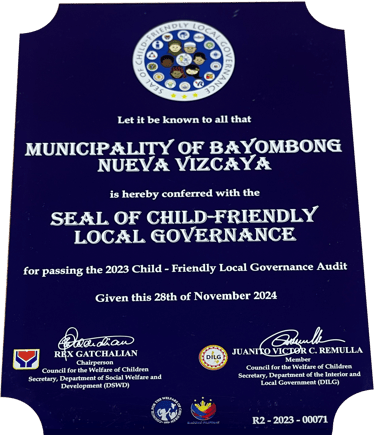 SEAL OF CHILD-FRIENDLY LOCAL GOVERNANCE
Let it be known to all that
MUNICIPALITY OF BAYOMBONG
NUEVA VIZCAYA
is hereby conferred with the
SEAL OF CHILD-FRIENDLY
LOCAL GOVERNANCE
for passing the 2023 Child - Friendly Local Governance Audit
Given this 28th of November 2024
REX GATCHALIAN
Chairperson
Council for the Welfare of Children
Secretary, Department of Social Welfare and
Development (DSWD)
DILG
JUANITO VICTOR C. REMULLA
Member
Council for the Welfare of Children
Secretary, Department of the Interior and
Local Government (DILG)
R2 - 2023 - 00071